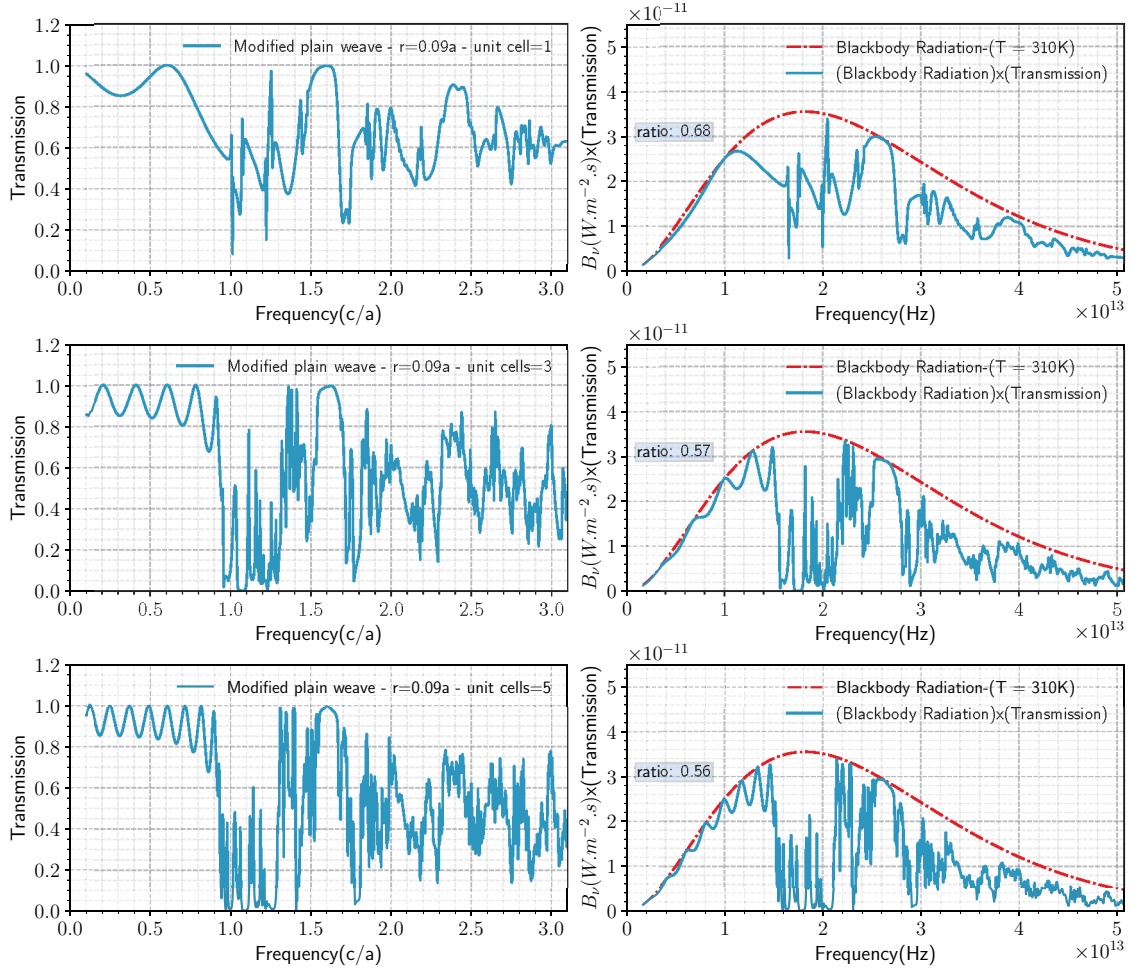 Modified plain weave - r=0.09a - unit cell=1
Transmission
1.2
1.0
0.8
0.6
0.4
0.2
0.0
0.0 0.5 1.0 1.5 2.0 2.5 3.0
Frequency(c/a)
×10⁻¹¹
Blackbody Radiation-(T = 310K)
(Blackbody Radiation)x(Transmission)
ratio: 0.68
B_ν(W.m⁻².s)x(Transmission)
5
4
3
2
1
0
0 1 2 3 4 5
×10¹³
Frequency(Hz)
Modified plain weave - r=0.09a - unit cells=3
Transmission
1.2
1.0
0.8
0.6
0.4
0.2
0.0
0.0 0.5 1.0 1.5 2.0 2.5 3.0
Frequency(c/a)
×10⁻¹¹
Blackbody Radiation-(T = 310K)
(Blackbody Radiation)x(Transmission)
ratio: 0.57
B_ν(W.m⁻².s)x(Transmission)
5
4
3
2
1
0
0 1 2 3 4 5
×10¹³
Frequency(Hz)
Modified plain weave - r=0.09a - unit cells=5
Transmission
1.2
1.0
0.8
0.6
0.4
0.2
0.0
0.0 0.5 1.0 1.5 2.0 2.5 3.0
Frequency(c/a)
×10⁻¹¹
Blackbody Radiation-(T = 310K)
(Blackbody Radiation)x(Transmission)
ratio: 0.56
B_ν(W.m⁻².s)x(Transmission)
5
4
3
2
1
0
0 1 2 3 4 5
×10¹³
Frequency(Hz)